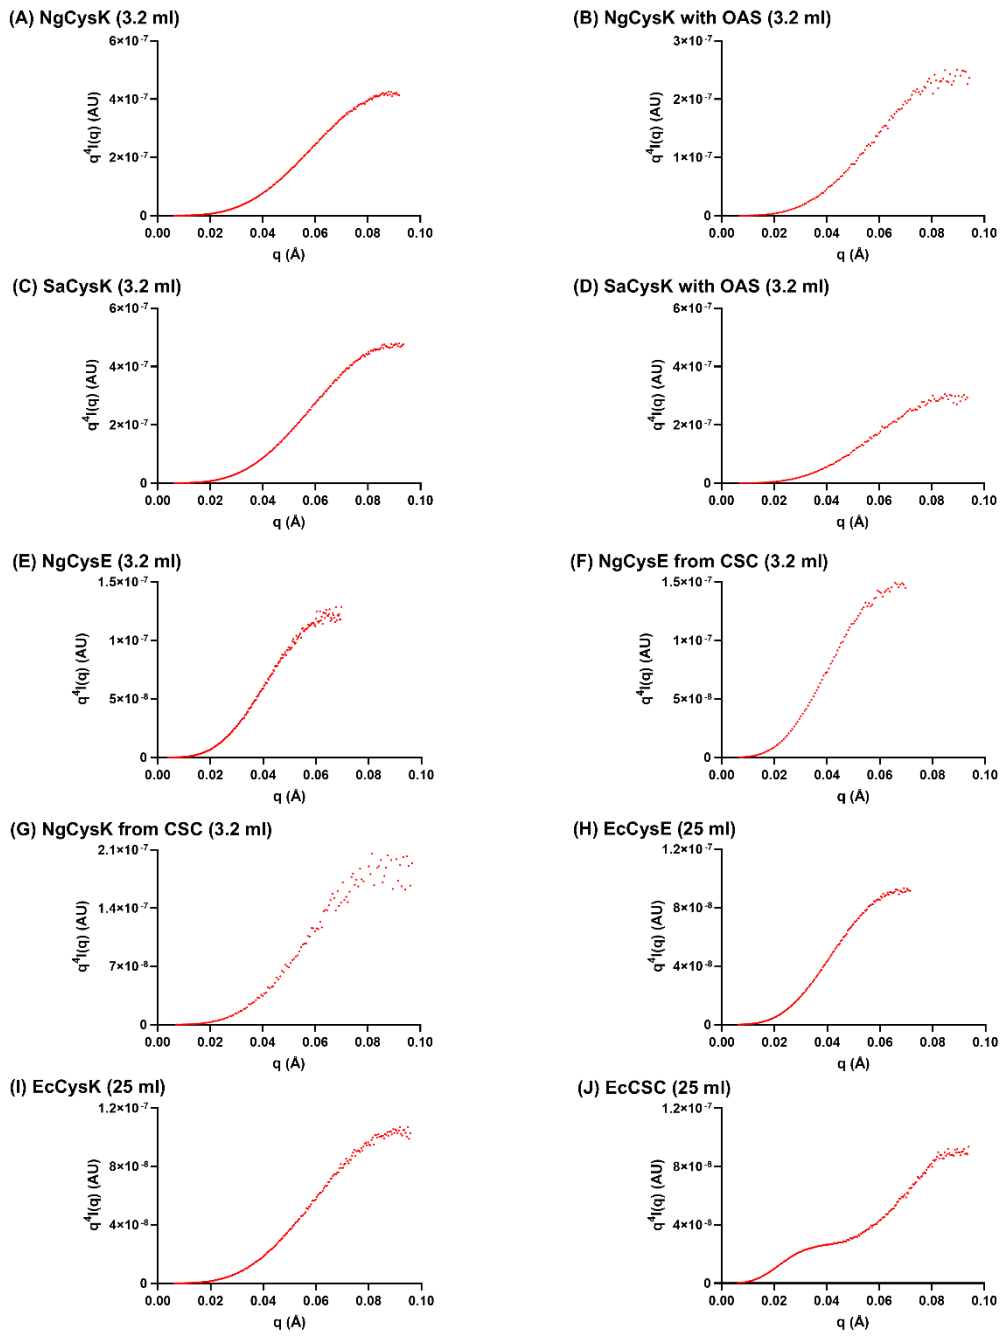 (A) NgCysK (3.2 ml)
6×10⁻⁷
4×10⁻⁷
2×10⁻⁷
0
q⁴I(q) (AU)
0.00 0.02 0.04 0.06 0.08 0.10
q (Å)
(B) NgCysK with OAS (3.2 ml)
3×10⁻⁷
2×10⁻⁷
1×10⁻⁷
0
q⁴I(q) (AU)
0.00 0.02 0.04 0.06 0.08 0.10
q (Å)
(C) SaCysK (3.2 ml)
6×10⁻⁷
4×10⁻⁷
2×10⁻⁷
0
q⁴I(q) (AU)
0.00 0.02 0.04 0.06 0.08 0.10
q (Å)
(D) SaCysK with OAS (3.2 ml)
6×10⁻⁷
4×10⁻⁷
2×10⁻⁷
0
q⁴I(q) (AU)
0.00 0.02 0.04 0.06 0.08 0.10
q (Å)
(E) NgCysE (3.2 ml)
1.5×10⁻⁷
1×10⁻⁷
5×10⁻⁸
0
q⁴I(q) (AU)
0.00 0.02 0.04 0.06 0.08 0.10
q (Å)
(F) NgCysE from CSC (3.2 ml)
1.5×10⁻⁷
1×10⁻⁷
5×10⁻⁸
0
q⁴I(q) (AU)
0.00 0.02 0.04 0.06 0.08 0.10
q (Å)
(G) NgCysK from CSC (3.2 ml)
2.1×10⁻⁷
1.4×10⁻⁷
7×10⁻⁸
0
q⁴I(q) (AU)
0.00 0.02 0.04 0.06 0.08 0.10
q (Å)
(H) EcCysE (25 ml)
1.2×10⁻⁷
8×10⁻⁸
4×10⁻⁸
0
q⁴I(q) (AU)
0.00 0.02 0.04 0.06 0.08 0.10
q (Å)
(I) EcCysK (25 ml)
1.2×10⁻⁷
8×10⁻⁸
4×10⁻⁸
0
q⁴I(q) (AU)
0.00 0.02 0.04 0.06 0.08 0.10
q (Å)
(J) EcCSC (25 ml)
1.2×10⁻⁷
8×10⁻⁸
4×10⁻⁸
0
q⁴I(q) (AU)
0.00 0.02 0.04 0.06 0.08 0.10
q (Å)